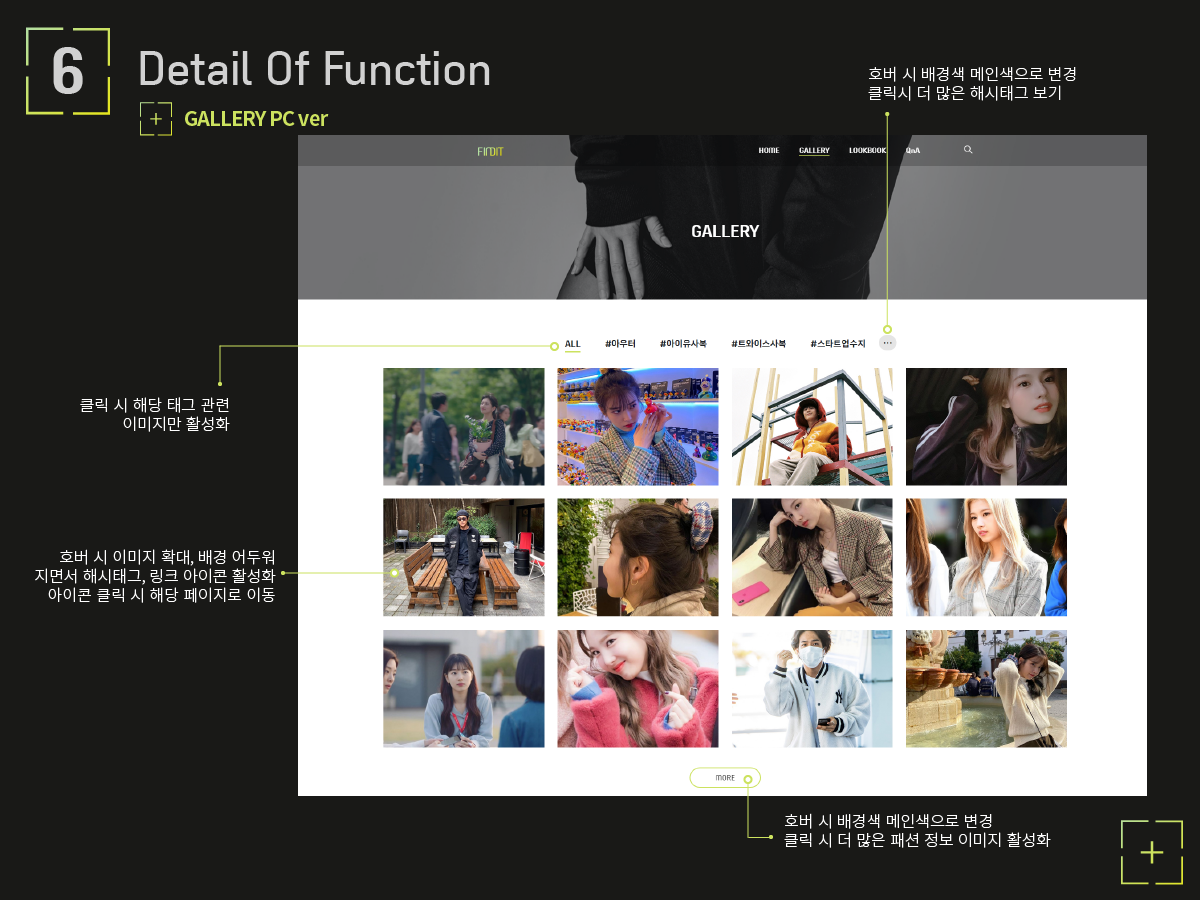 6
Detail Of Function
+ GALLERY PC ver
호버 시 배경색 메인색으로 변경
클릭시 더 많은 해시태그 보기
FINDIT
HOME GALLERY LOOKBOOK QnA
GALLERY
ALL #아우터 #아이유사복 #트와이스사복 #스타트업수지 ···
클릭 시 해당 태그 관련
이미지만 활성화
호버 시 이미지 확대, 배경 어두워
지면서 해시태그, 링크 아이콘 활성화
아이콘 클릭 시 해당 페이지로 이동
MORE
호버 시 배경색 메인색으로 변경
클릭 시 더 많은 패션 정보 이미지 활성화
+